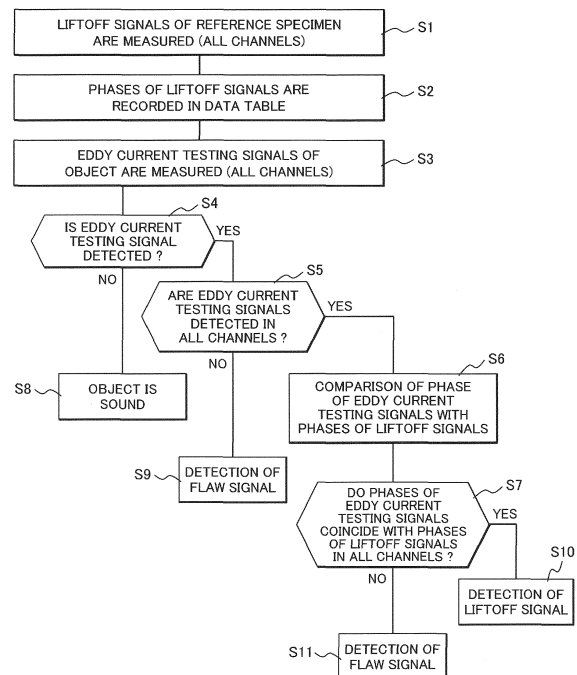 LIFTOFF SIGNALS OF REFERENCE SPECIMEN
ARE MEASURED (ALL CHANNELS)
S1
PHASES OF LIFTOFF SIGNALS ARE
RECORDED IN DATA TABLE
S2
EDDY CURRENT TESTING SIGNALS OF
OBJECT ARE MEASURED (ALL CHANNELS)
S3
S4
IS EDDY CURRENT
TESTING SIGNAL
DETECTED ?
YES
NO
S5
ARE EDDY CURRENT
TESTING SIGNALS
DETECTED IN
ALL CHANNELS ?
YES
NO
S6
COMPARISON OF PHASE
OF EDDY CURRENT
TESTING SIGNALS WITH
PHASES OF LIFTOFF SIGNALS
S8
OBJECT IS
SOUND
S9
DETECTION OF
FLAW SIGNAL
S7
DO PHASES OF
EDDY CURRENT
TESTING SIGNALS
COINCIDE WITH PHASES
OF LIFTOFF SIGNALS
IN ALL CHANNELS ?
YES
NO
S10
DETECTION OF
LIFTOFF SIGNAL
S11
DETECTION OF
FLAW SIGNAL